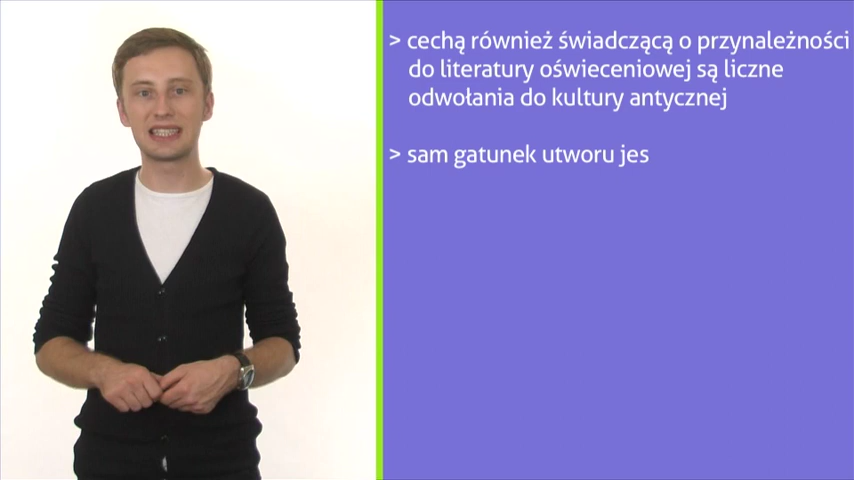 > cechą również świadczącą o przynależności
do literatury oświeceniowej są liczne
odwołania do kultury antycznej
> sam gatunek utworu jes